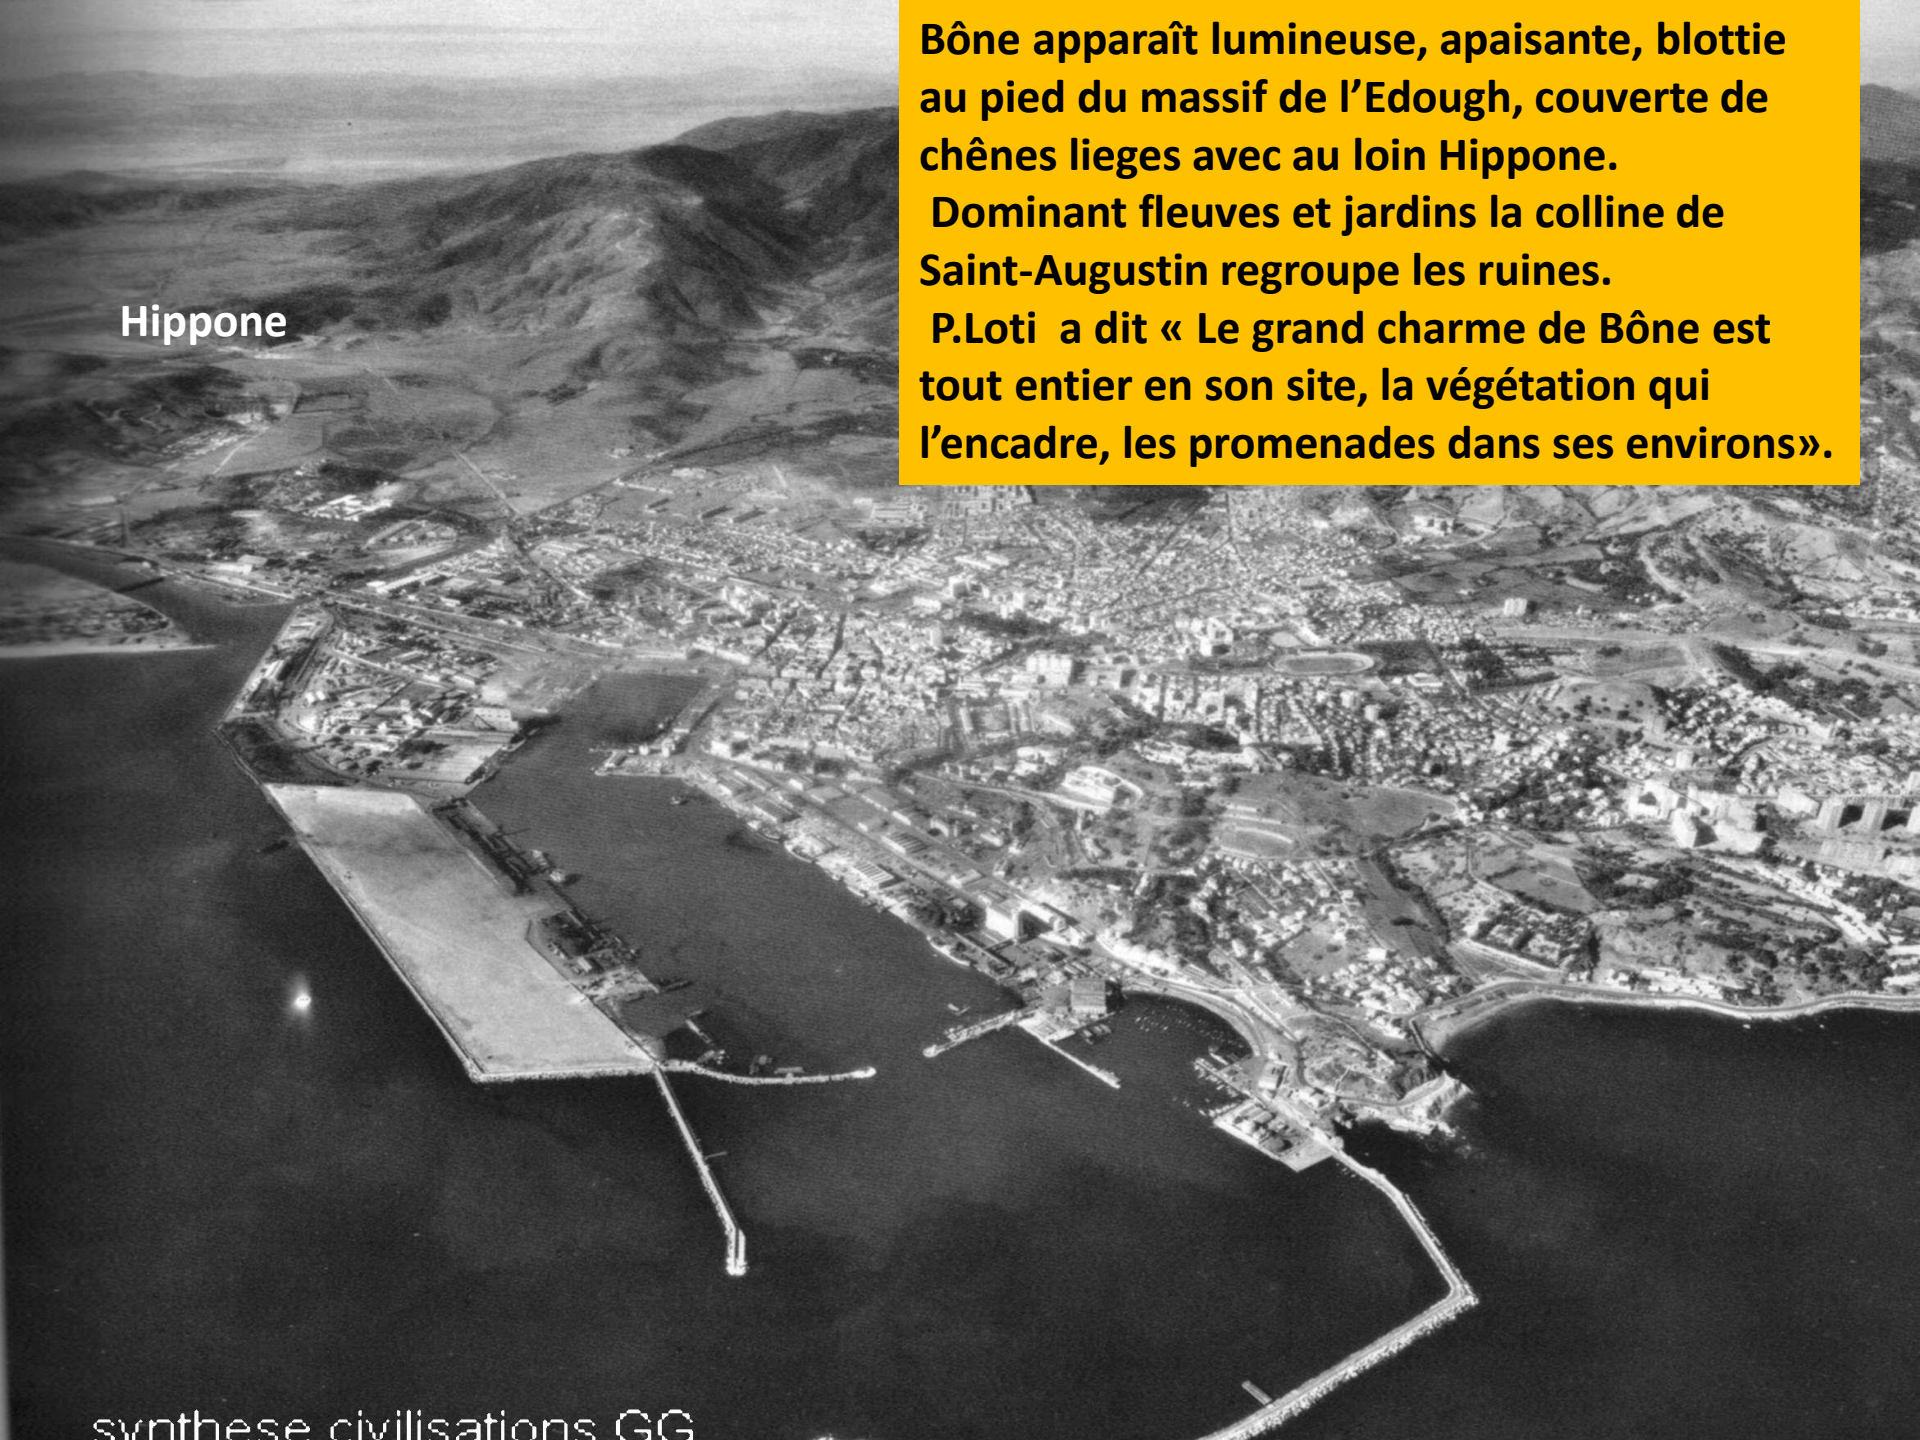 Bône apparaît lumineuse, apaisante, blottie
au pied du massif de l’Edough, couverte de
chênes lieges avec au loin Hippone.
Dominant fleuves et jardins la colline de
Saint-Augustin regroupe les ruines.
P.Loti a dit « Le grand charme de Bône est
tout entier en son site, la végétation qui
l’encadre, les promenades dans ses environs».
Hippone
synthese civilisations GG